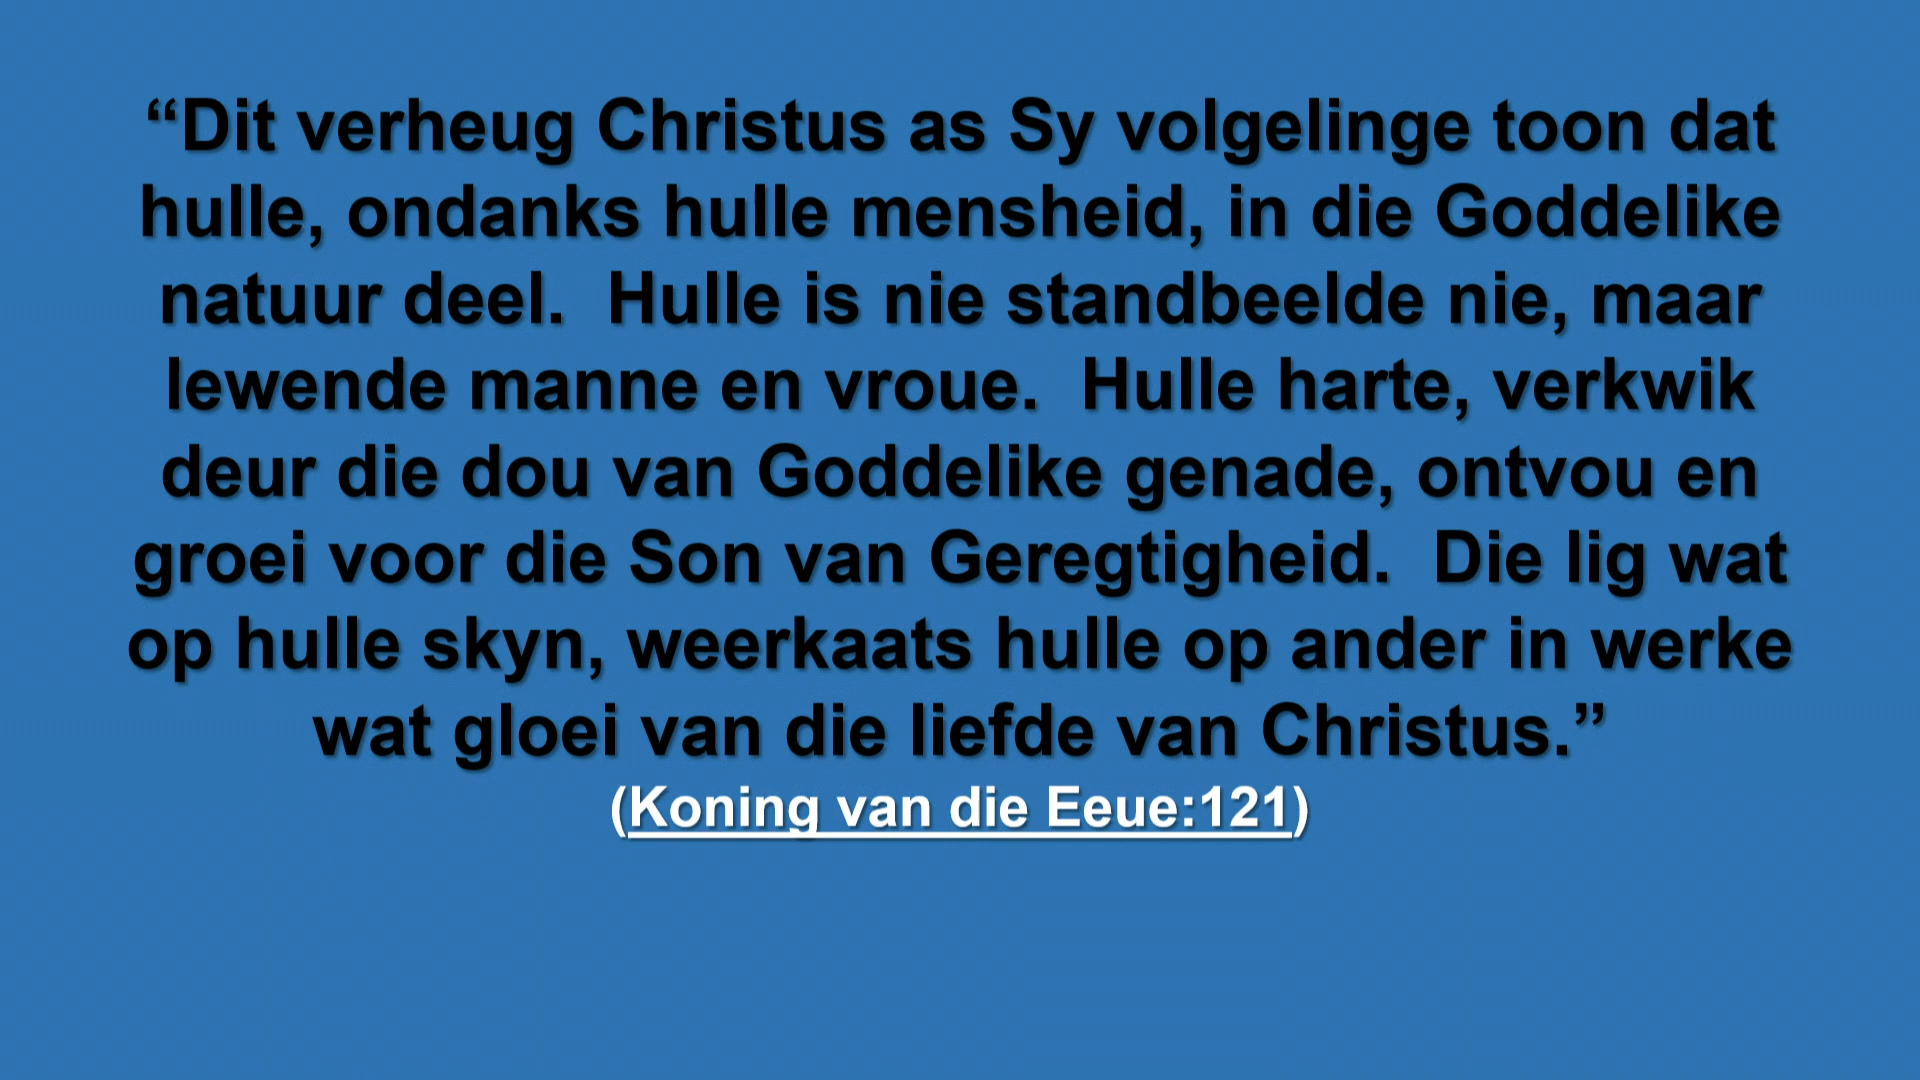 “Dit verheug Christus as Sy volgelinge toon dat
hulle, ondanks hulle mensheid, in die Goddelike
natuur deel.  Hulle is nie standbeelde nie, maar
lewende manne en vroue.  Hulle harte, verkwik
deur die dou van Goddelike genade, ontvou en
groei voor die Son van Geregtigheid.  Die lig wat
op hulle skyn, weerkaats hulle op ander in werke
wat gloei van die liefde van Christus.”
(Koning van die Eeue:121)